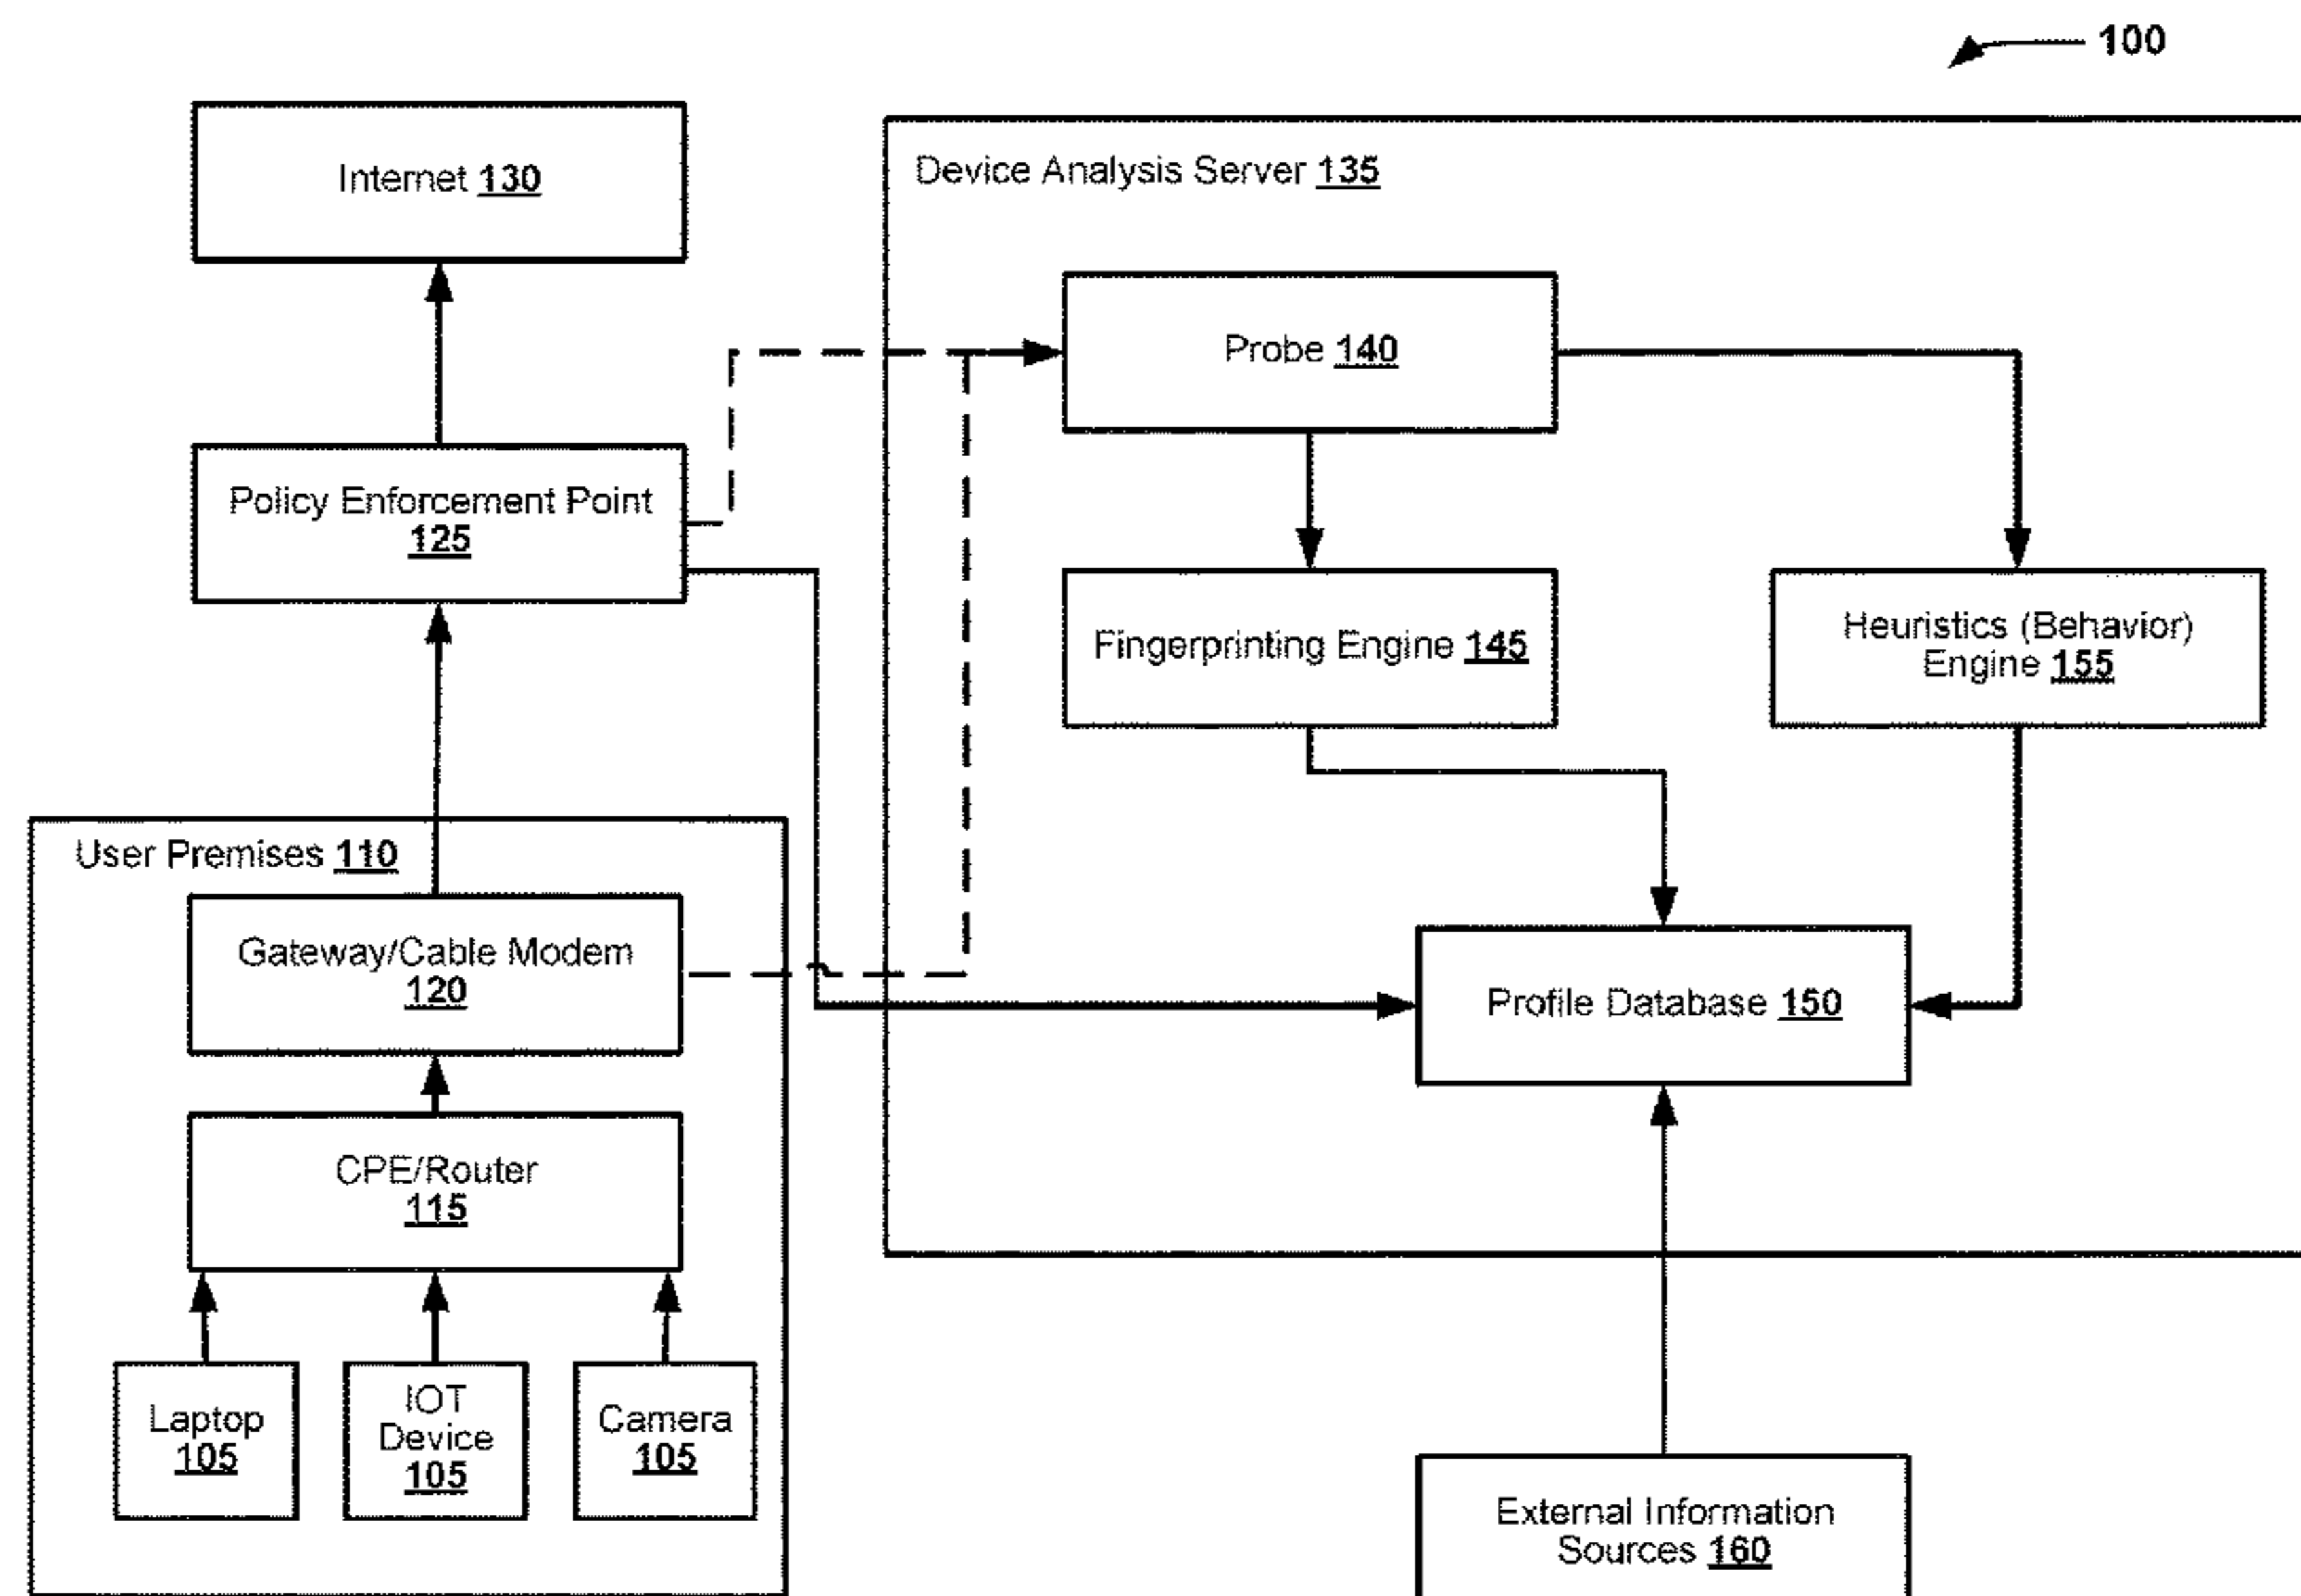 100
Internet 130
Device Analysis Server 135
Probe 140
Policy Enforcement Point
125
Fingerprinting Engine 145
Heuristics (Behavior)
Engine 155
User Premises 110
Gateway/Cable Modem
120
Profile Database 150
CPE/Router
115
Laptop
105
IOT
Device
105
Camera
105
External Information
Sources 160